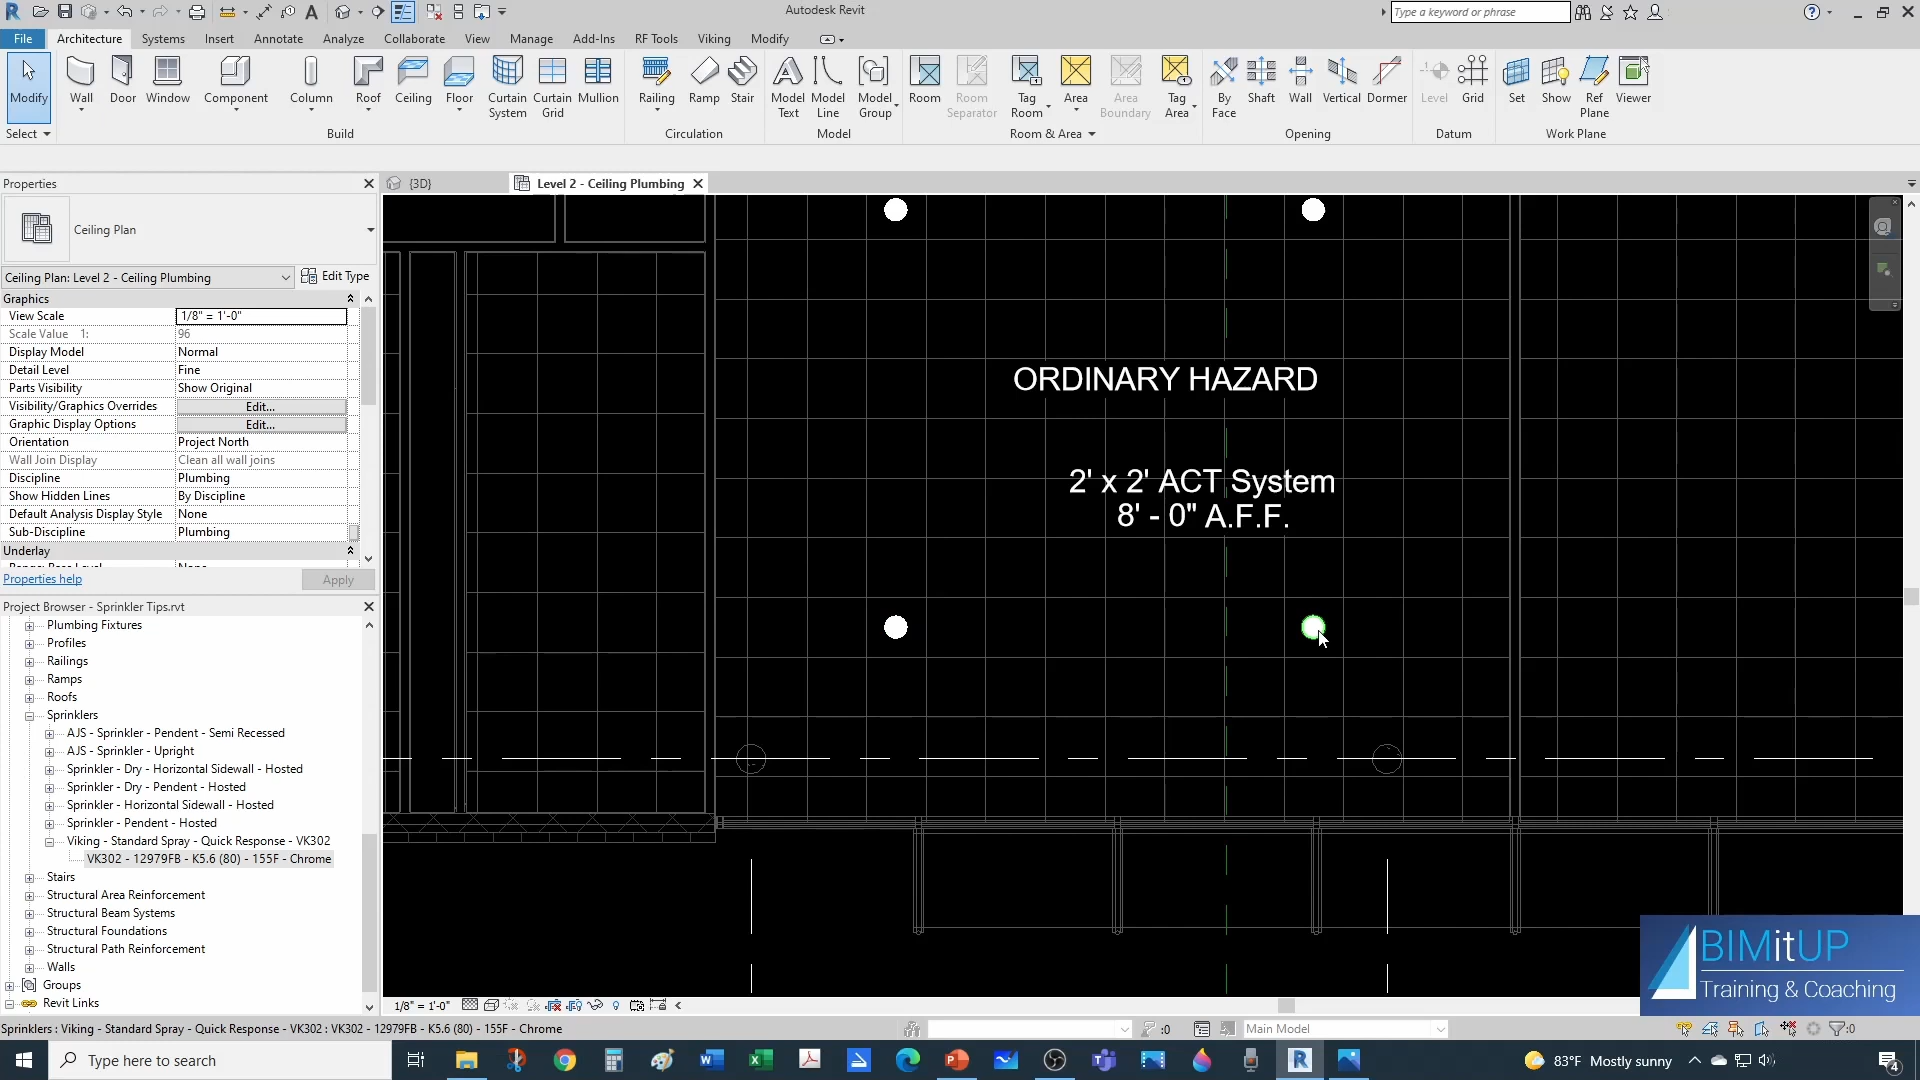 Autodesk Revit
Type a keyword or phrase
File Architecture Systems Insert Annotate Analyze Collaborate View Manage Add-Ins RF Tools Viking Modify
Modify Wall Door Window Component Column Roof Ceiling Floor Curtain System Curtain Grid Mullion Railing Ramp Stair Model Text Model Line Model Group Room Room Separator Tag Room Area Area Boundary Tag Area By Face Shaft Wall Vertical Dormer Level Grid Set Show Ref Plane Viewer
Select Build Circulation Model Room & Area Opening Datum Work Plane
Properties
{3D} Level 2 - Ceiling Plumbing
Ceiling Plan
Ceiling Plan: Level 2 - Ceiling Plumbing Edit Type
Graphics
View Scale 1/8" = 1'-0"
Scale Value 1: 96
Display Model Normal
Detail Level Fine
Parts Visibility Show Original
Visibility/Graphics Overrides Edit...
Graphic Display Options Edit...
Orientation Project North
Wall Join Display Clean all wall joins
Discipline Plumbing
Show Hidden Lines By Discipline
Default Analysis Display Style None
Sub-Discipline Plumbing
Underlay
Properties help Apply
Project Browser - Sprinkler Tips.rvt
Plumbing Fixtures
Profiles
Railings
Ramps
Roofs
Sprinklers
AJS - Sprinkler - Pendent - Semi Recessed
AJS - Sprinkler - Upright
Sprinkler - Dry - Horizontal Sidewall - Hosted
Sprinkler - Dry - Pendent - Hosted
Sprinkler - Horizontal Sidewall - Hosted
Sprinkler - Pendent - Hosted
Viking - Standard Spray - Quick Response - VK302
VK302 - 12979FB - K5.6 (80) - 155F - Chrome
Stairs
Structural Area Reinforcement
Structural Beam Systems
Structural Foundations
Structural Path Reinforcement
Walls
Groups
Revit Links
ORDINARY HAZARD
2' x 2' ACT System
8' - 0" A.F.F.
BIMitUP
Training & Coaching
1/8" = 1'-0"
Sprinklers : Viking - Standard Spray - Quick Response - VK302 : VK302 - 12979FB - K5.6 (80) - 155F - Chrome
:0 Main Model :0
Type here to search
83°F Mostly sunny
4